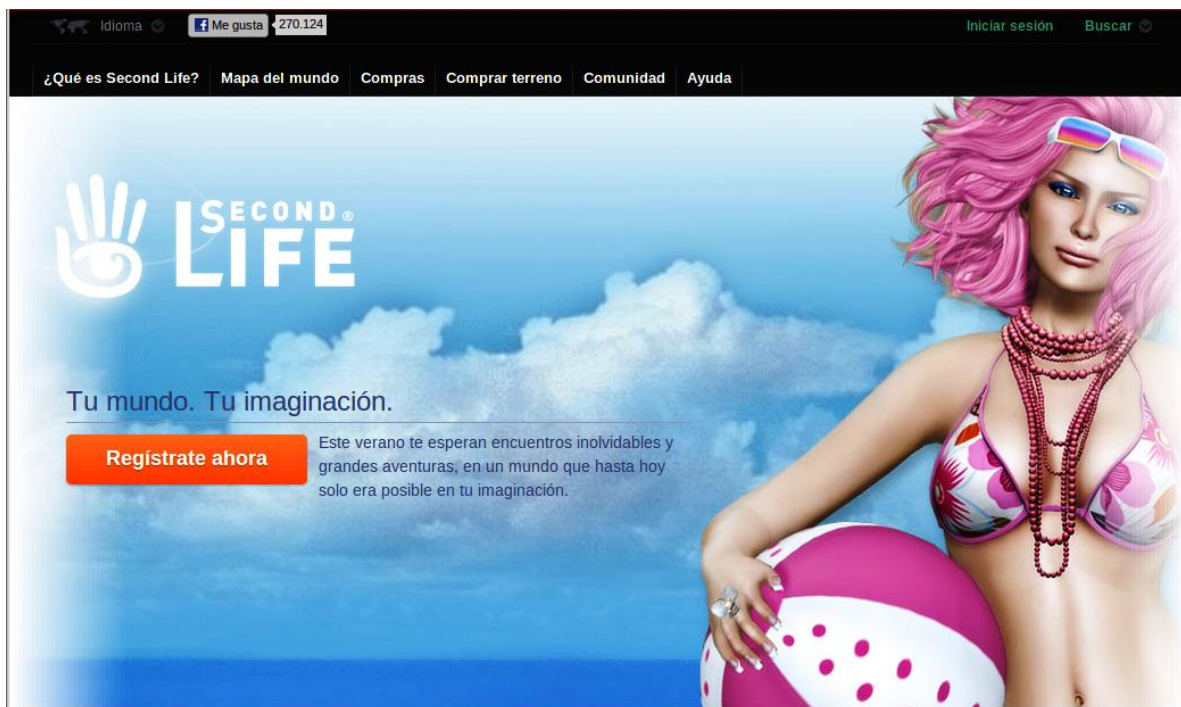 Idioma Me gusta 270.124 Iniciar sesión Buscar
¿Qué es Second Life? Mapa del mundo Compras Comprar terreno Comunidad Ayuda
SECOND®
LIFE
Tu mundo. Tu imaginación.
Regístrate ahora
Este verano te esperan encuentros inolvidables y
grandes aventuras, en un mundo que hasta hoy
solo era posible en tu imaginación.